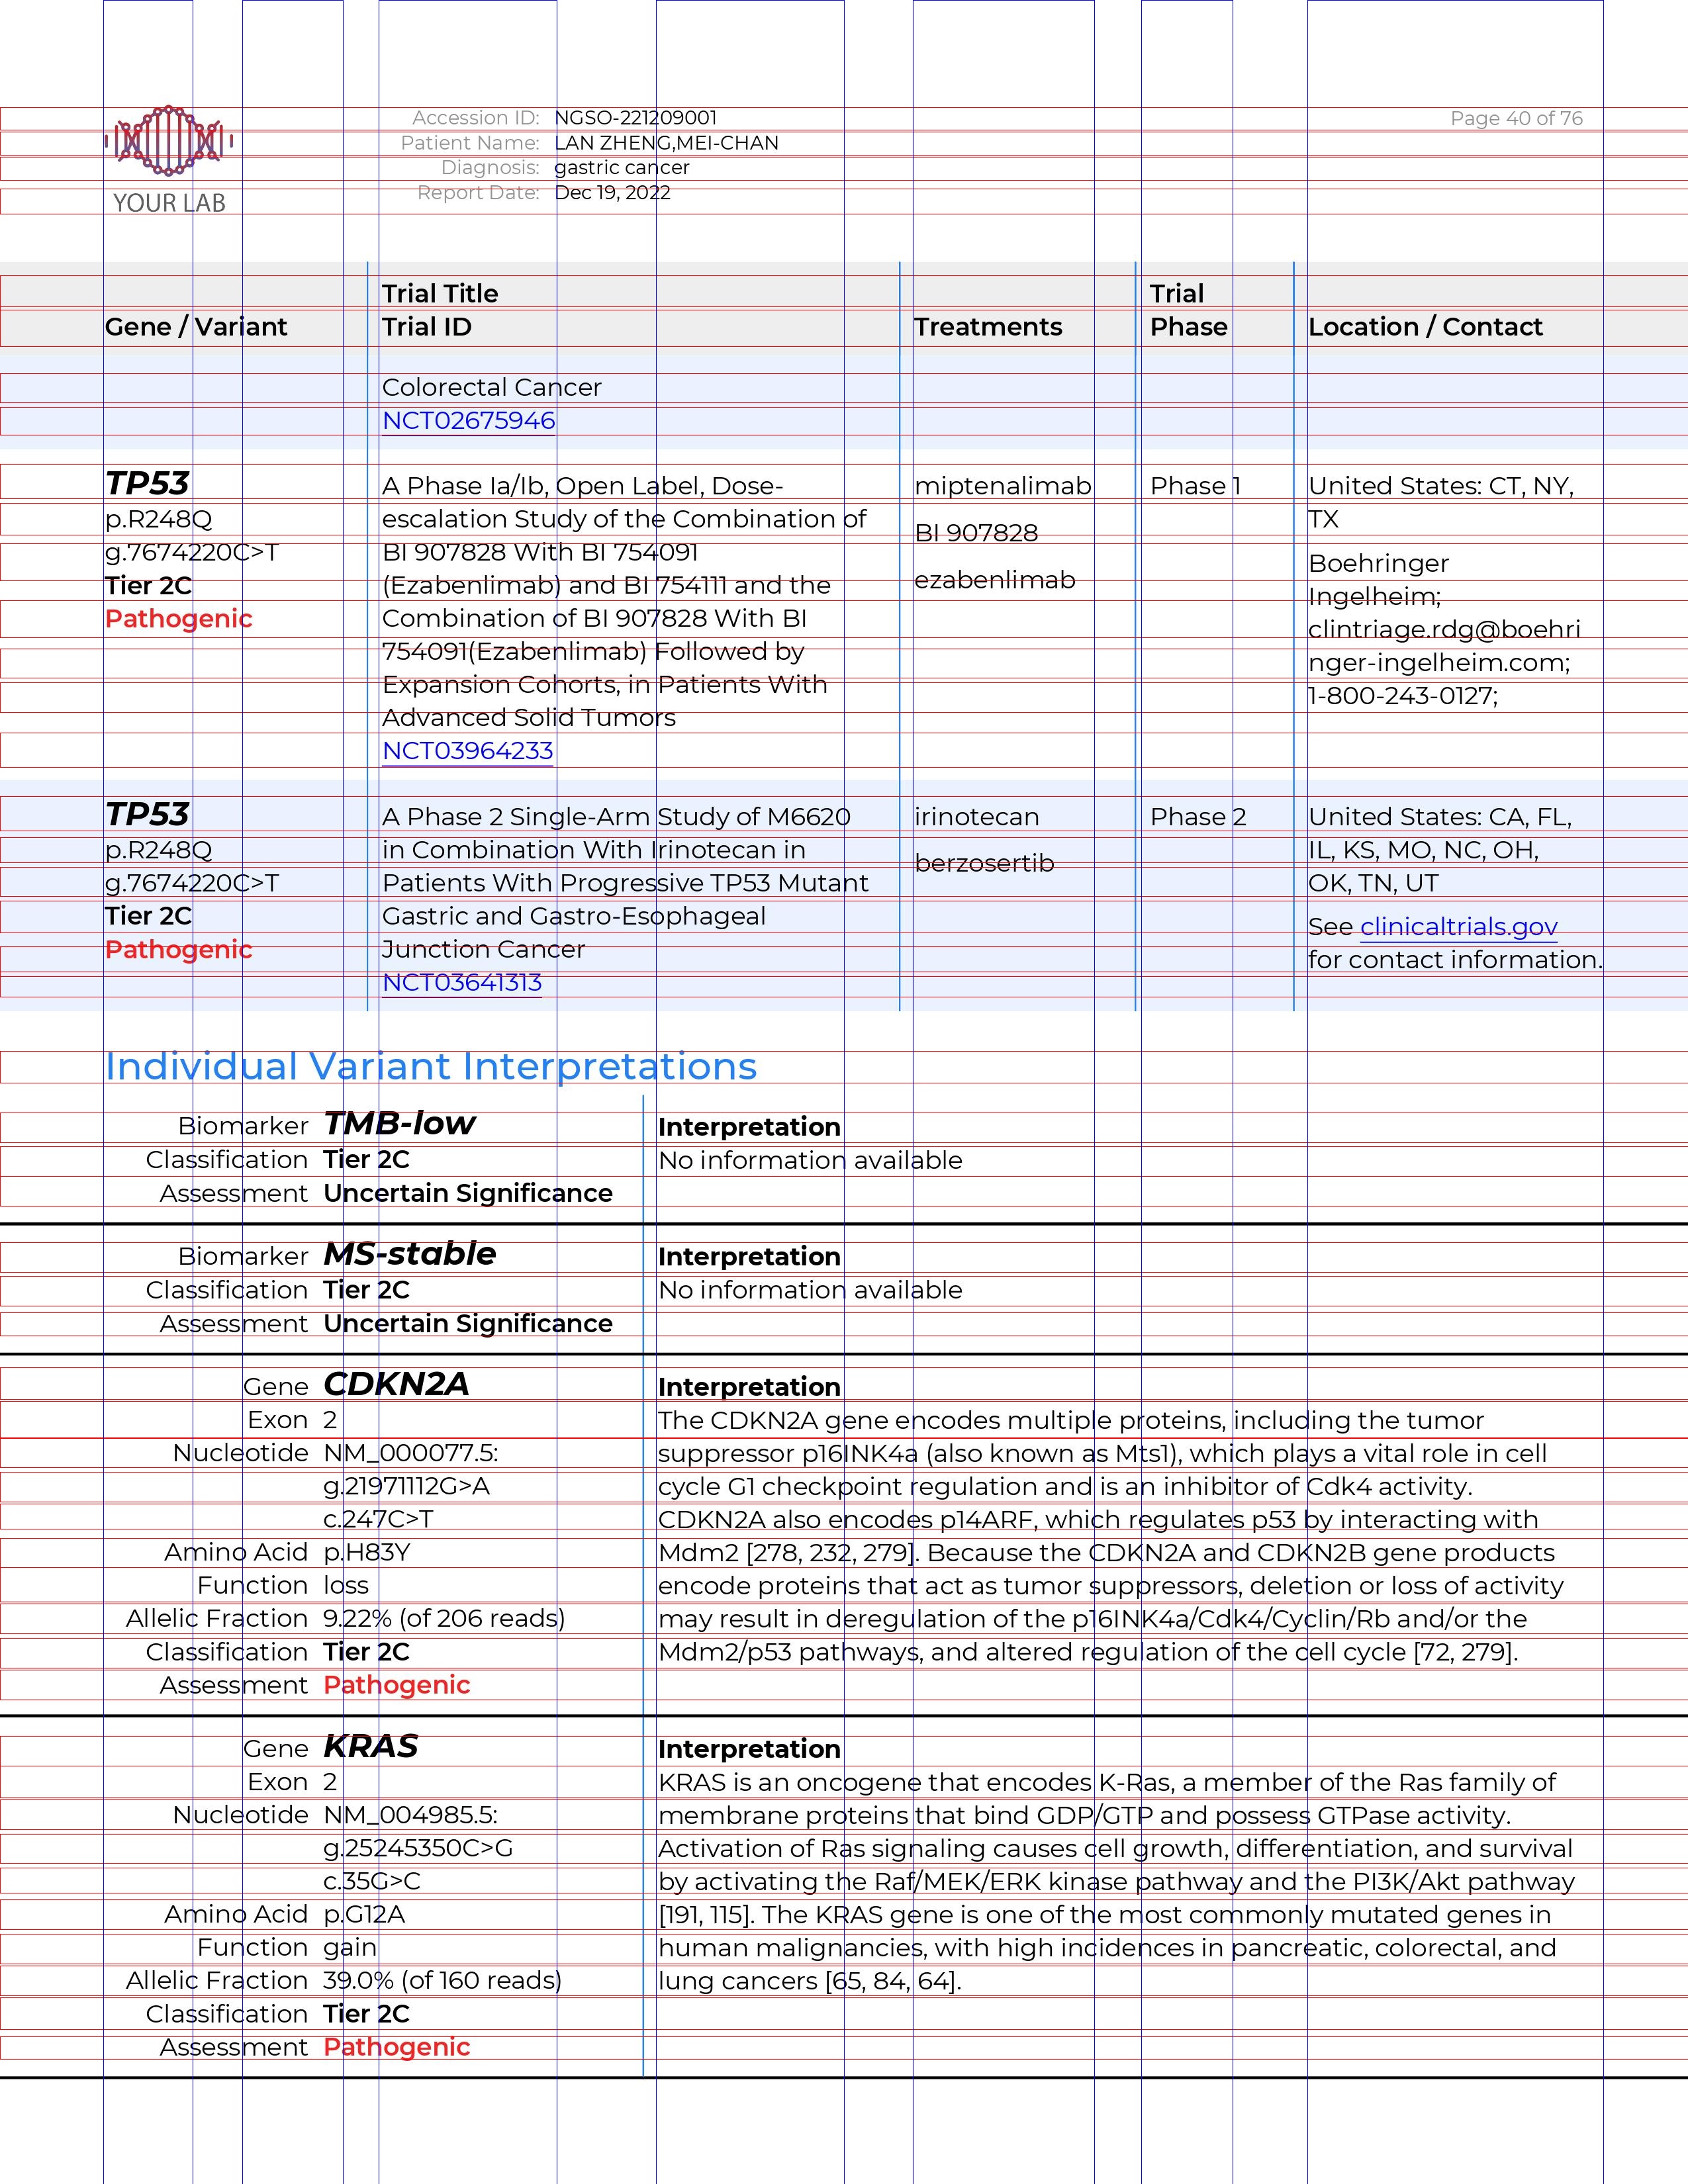 YOUR LAB
Accession ID: NGSO-221209001
Patient Name: LAN ZHENG,MEI-CHAN
Diagnosis: gastric cancer
Report Date: Dec 19, 2022
Page 40 of 76
Gene / Variant
Trial Title
Trial ID
Treatments
Trial
Phase
Location / Contact
Colorectal Cancer
NCT02675946
TP53
p.R248Q
g.7674220C>T
Tier 2C
Pathogenic
A Phase Ia/Ib, Open Label, Dose-
escalation Study of the Combination of
BI 907828 With BI 754091
(Ezabenlimab) and BI 754111 and the
Combination of BI 907828 With BI
754091(Ezabenlimab) Followed by
Expansion Cohorts, in Patients With
Advanced Solid Tumors
NCT03964233
miptenalimab
BI 907828
ezabenlimab
Phase 1
United States: CT, NY,
TX
Boehringer
Ingelheim;
clintriage.rdg@boehri
nger-ingelheim.com;
1-800-243-0127;
TP53
p.R248Q
g.7674220C>T
Tier 2C
Pathogenic
A Phase 2 Single-Arm Study of M6620
in Combination With Irinotecan in
Patients With Progressive TP53 Mutant
Gastric and Gastro-Esophageal
Junction Cancer
NCT03641313
irinotecan
berzosertib
Phase 2
United States: CA, FL,
IL, KS, MO, NC, OH,
OK, TN, UT
See clinicaltrials.gov
for contact information.
Individual Variant Interpretations
Biomarker TMB-low
Classification Tier 2C
Assessment Uncertain Significance
Interpretation
No information available
Biomarker MS-stable
Classification Tier 2C
Assessment Uncertain Significance
Interpretation
No information available
Gene CDKN2A
Exon 2
Nucleotide NM_000077.5:
g.21971112G>A
c.247C>T
Amino Acid p.H83Y
Function loss
Allelic Fraction 9.22% (of 206 reads)
Classification Tier 2C
Assessment Pathogenic
Interpretation
The CDKN2A gene encodes multiple proteins, including the tumor
suppressor p16INK4a (also known as Mts1), which plays a vital role in cell
cycle G1 checkpoint regulation and is an inhibitor of Cdk4 activity.
CDKN2A also encodes p14ARF, which regulates p53 by interacting with
Mdm2 [278, 232, 279]. Because the CDKN2A and CDKN2B gene products
encode proteins that act as tumor suppressors, deletion or loss of activity
may result in deregulation of the p16INK4a/Cdk4/Cyclin/Rb and/or the
Mdm2/p53 pathways, and altered regulation of the cell cycle [72, 279].
Gene KRAS
Exon 2
Nucleotide NM_004985.5:
g.25245350C>G
c.35G>C
Amino Acid p.G12A
Function gain
Allelic Fraction 39.0% (of 160 reads)
Classification Tier 2C
Assessment Pathogenic
Interpretation
KRAS is an oncogene that encodes K-Ras, a member of the Ras family of
membrane proteins that bind GDP/GTP and possess GTPase activity.
Activation of Ras signaling causes cell growth, differentiation, and survival
by activating the Raf/MEK/ERK kinase pathway and the PI3K/Akt pathway
[191, 115]. The KRAS gene is one of the most commonly mutated genes in
human malignancies, with high incidences in pancreatic, colorectal, and
lung cancers [65, 84, 64].